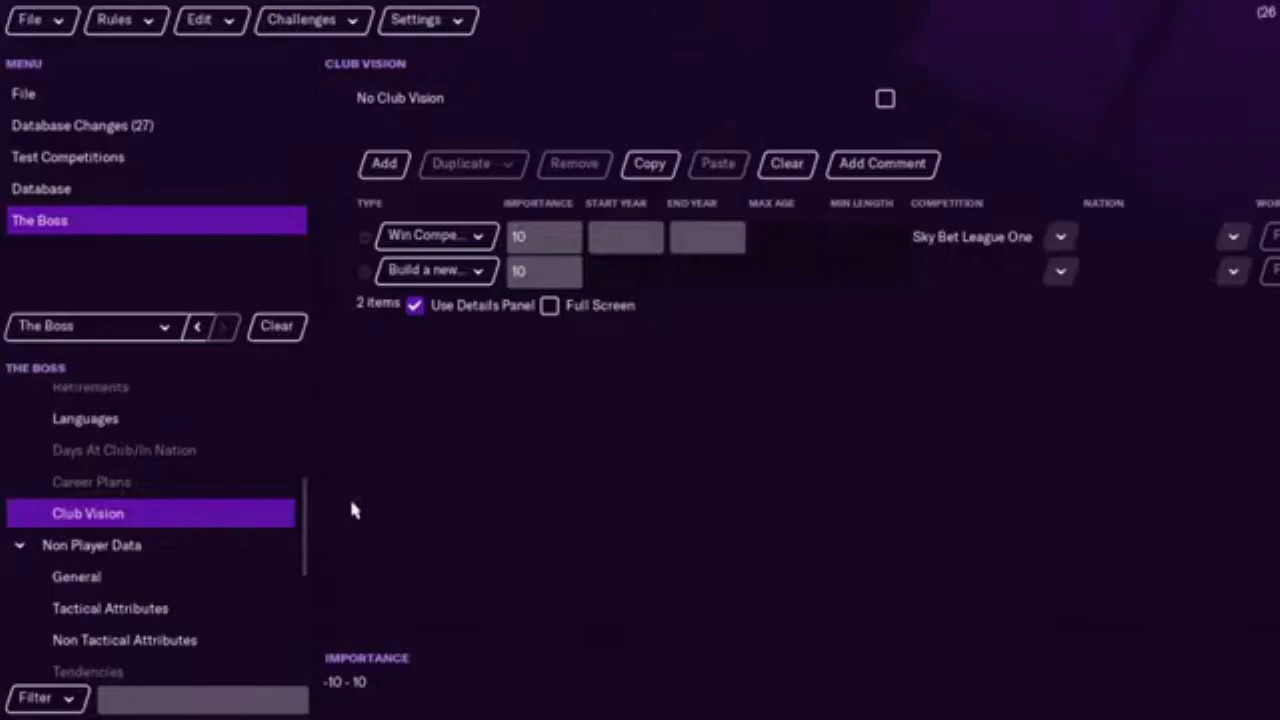 File Rules Edit Challenges Settings (26
MENU
File
Database Changes (27)
Test Competitions
Database
The Boss
The Boss Clear
THE BOSS
Retirements
Languages
Days At Club/In Nation
Career Plans
Club Vision
Non Player Data
General
Tactical Attributes
Non Tactical Attributes
Tendencies
Filter
CLUB VISION
No Club Vision
Add Duplicate Remove Copy Paste Clear Add Comment
TYPE IMPORTANCE START YEAR END YEAR MAX AGE MIN LENGTH COMPETITION NATION WOR
Win Compe... 10 Sky Bet League One
Build a new... 10
2 items Use Details Panel Full Screen
IMPORTANCE
-10 - 10